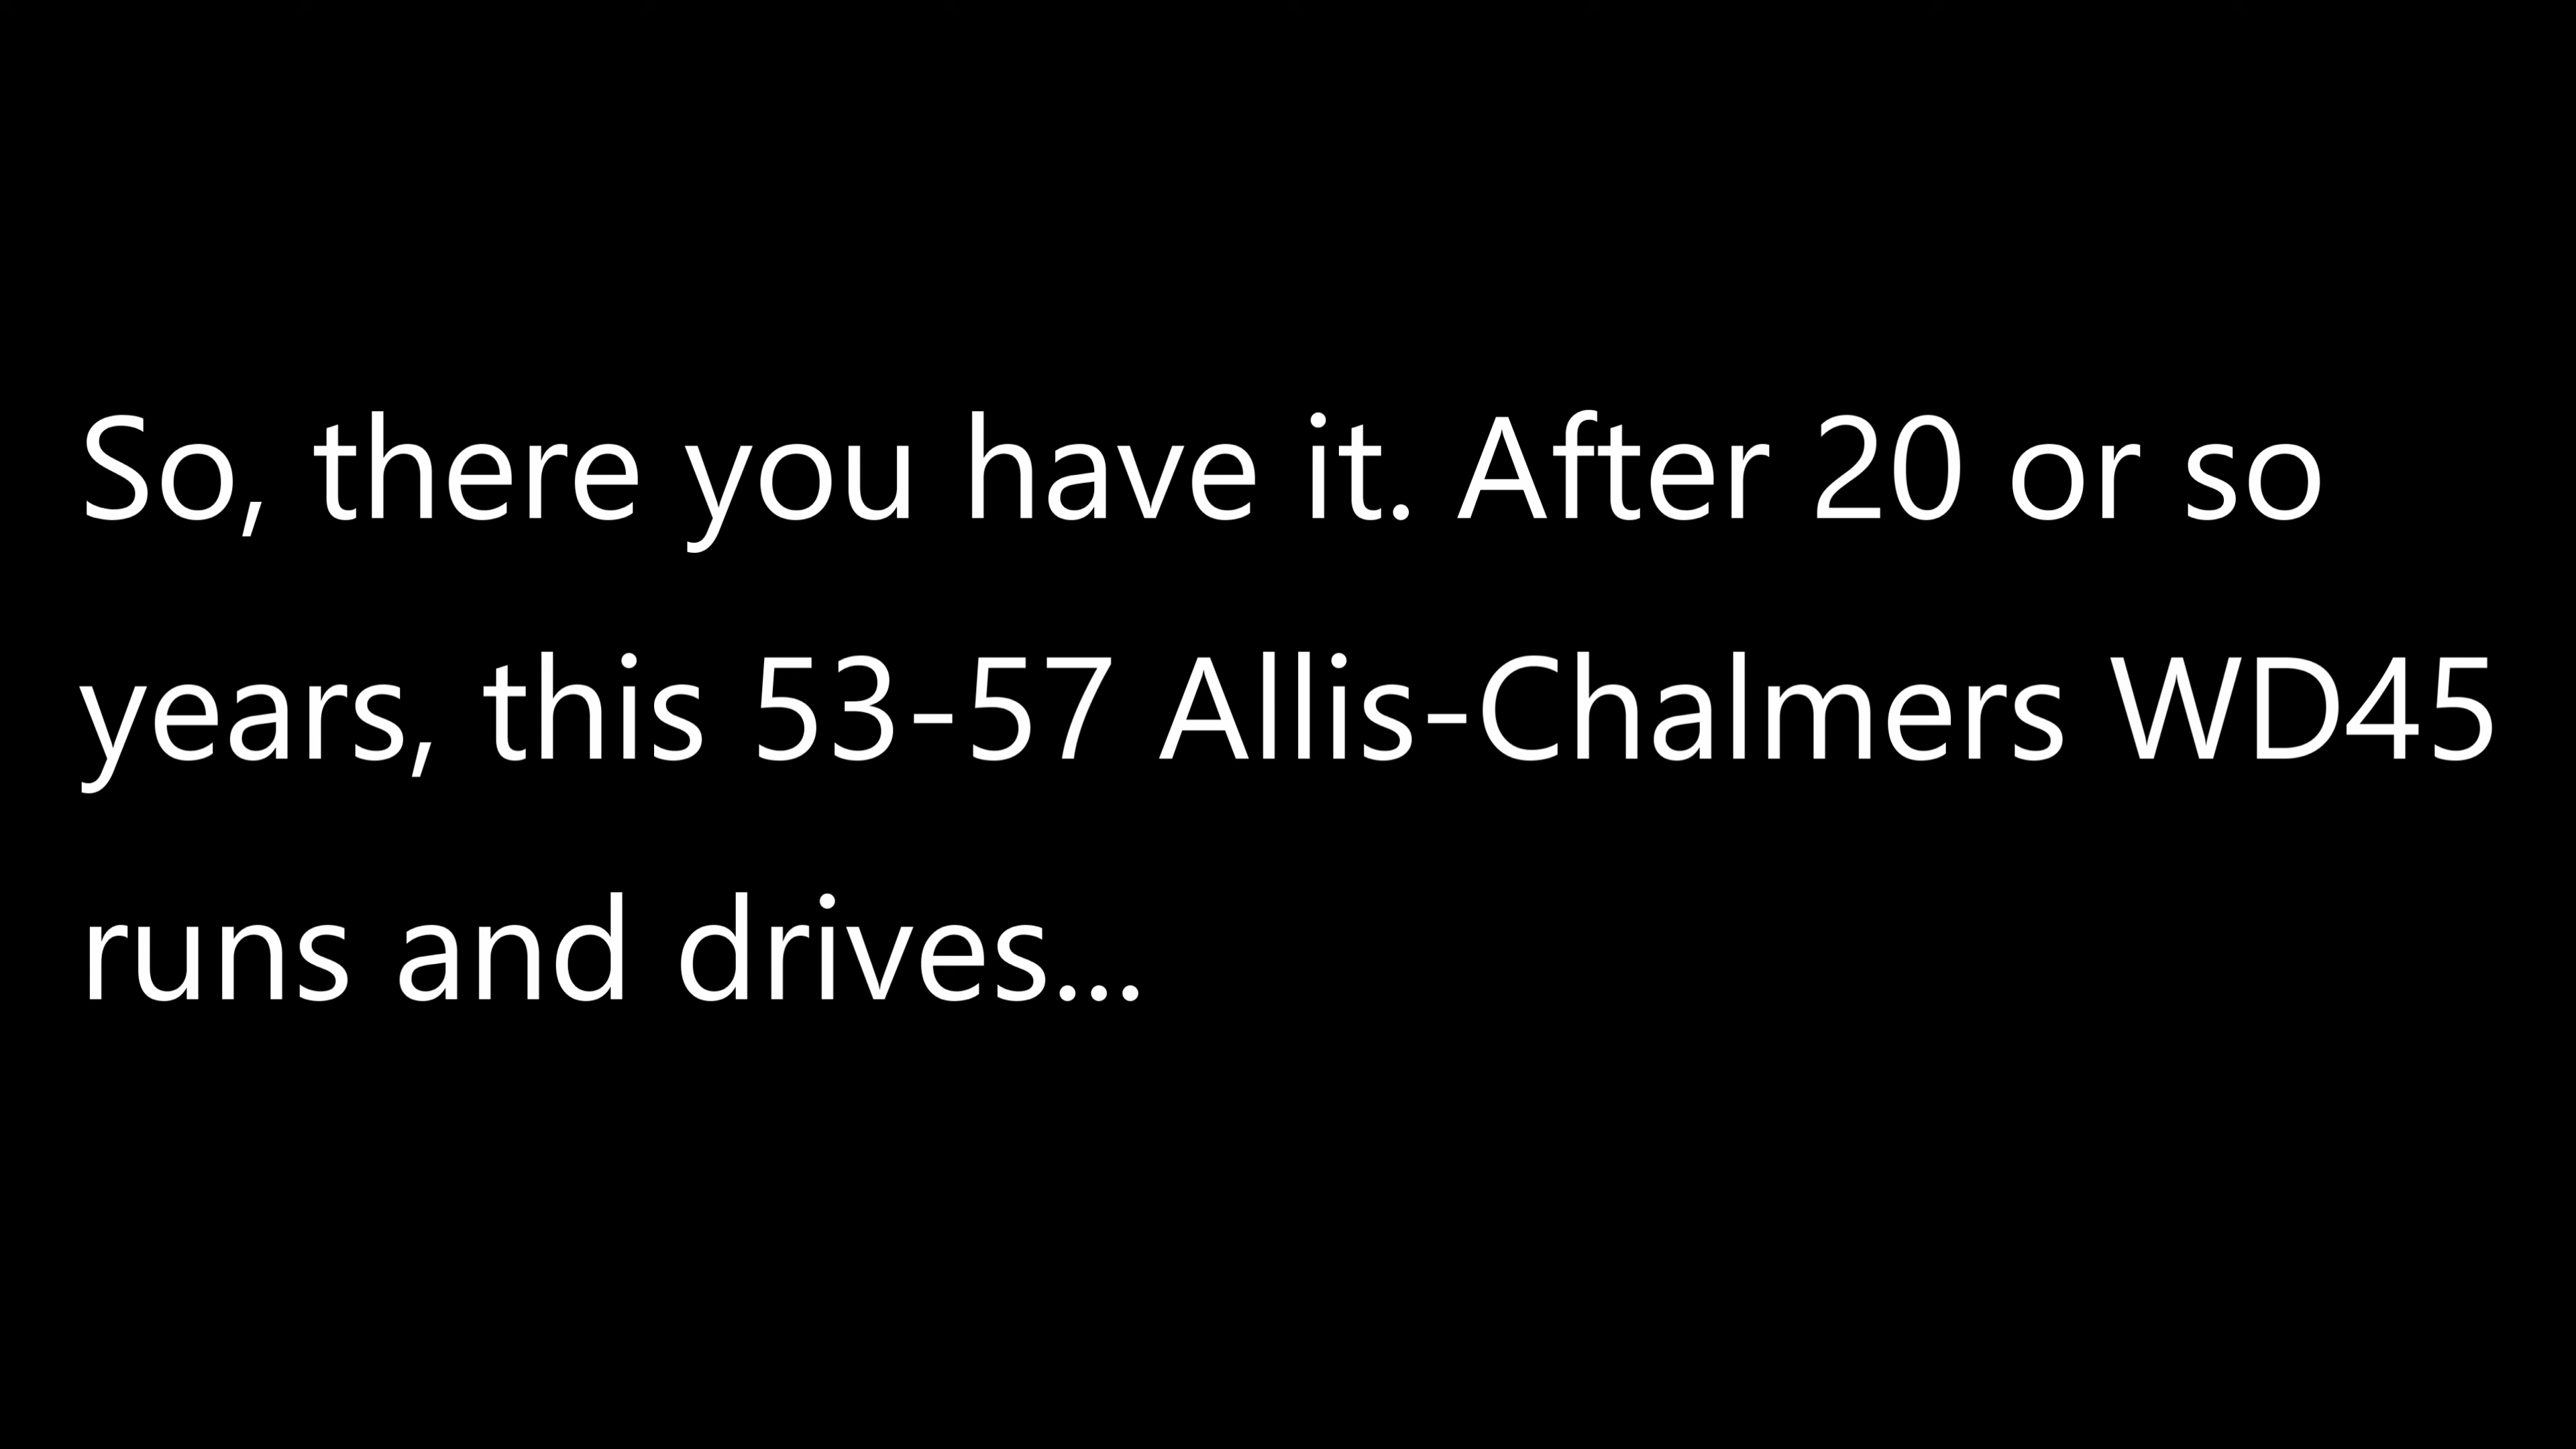 So, there you have it. After 20 or so
years, this 53-57 Allis-Chalmers WD45
runs and drives...